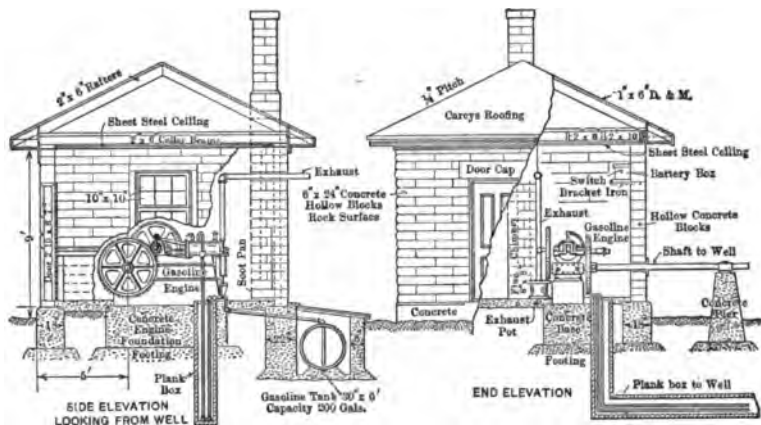 2"x 6" Rafters
Sheet Steel Ceiling
2"x 6"
Exhaust
10"x 10"
9'
Soot Pan
Gasoline
Engine
Concrete
Engine
Foundation
Footing
5'
Plank
Box
Gasoline Tank 30" x 6'
Capacity 200 Gals.
SIDE ELEVATION
LOOKING FROM WELL
¼" Pitch
1"x 6" D. & M.
Careys Roofing
2 x 10
Sheet Steel Ceiling
Door Cap
Battery Box
Switch
Bracket Iron
6" x 24" Concrete
Hollow Blocks
Rock Surface
Exhaust
Gasoline
Engine
Hollow Concrete
Blocks
Shaft to Well
Concrete
Exhaust
Pot
Concrete
Base
Concrete
Pier
Footing
Plank box to Well
END ELEVATION